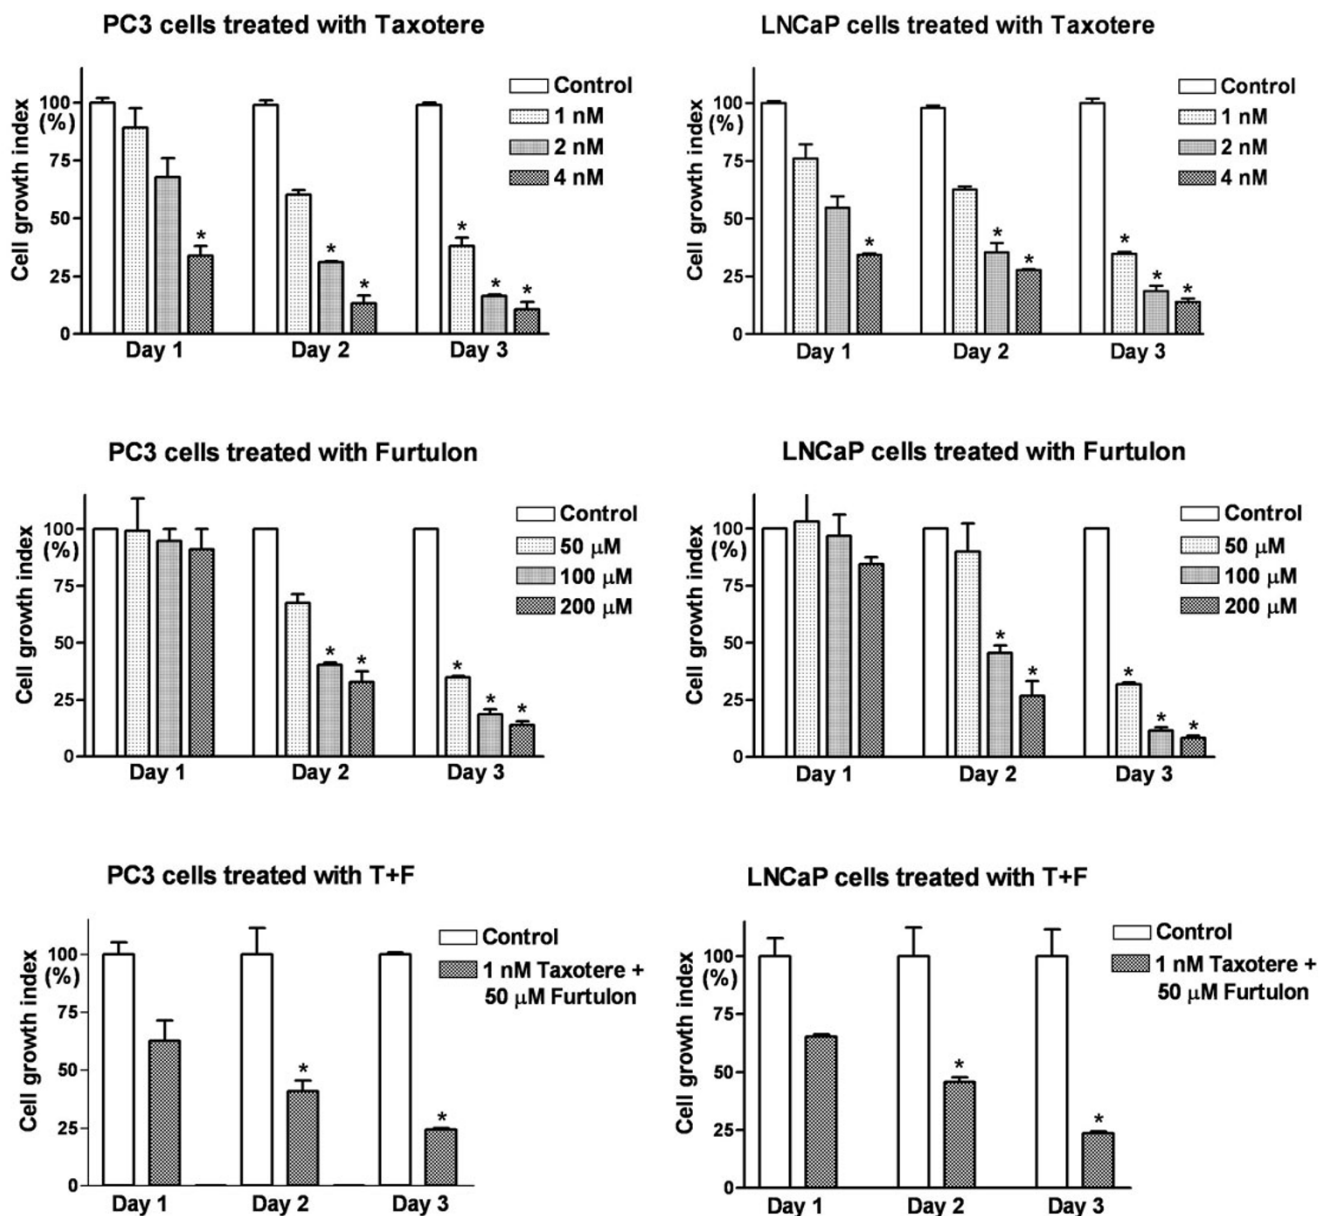 PC3 cells treated with Taxotere
Cell growth index
(%)
100
75
50
25
0
Control
1 nM
2 nM
4 nM
*
*
*
*
*
*
Day 1
Day 2
Day 3
LNCaP cells treated with Taxotere
Cell growth index
(%)
100
75
50
25
0
Control
1 nM
2 nM
4 nM
*
*
*
*
*
*
Day 1
Day 2
Day 3
PC3 cells treated with Furtulon
Cell growth index
(%)
100
75
50
25
0
Control
50 μM
100 μM
200 μM
*
*
*
*
*
Day 1
Day 2
Day 3
LNCaP cells treated with Furtulon
Cell growth index
(%)
100
75
50
25
0
Control
50 μM
100 μM
200 μM
*
*
*
*
*
Day 1
Day 2
Day 3
PC3 cells treated with T+F
Cell growth index
(%)
100
75
50
25
0
Control
1 nM Taxotere +
50 μM Furtulon
*
*
Day 1
Day 2
Day 3
LNCaP cells treated with T+F
Cell growth index
(%)
100
75
50
25
0
Control
1 nM Taxotere +
50 μM Furtulon
*
*
Day 1
Day 2
Day 3